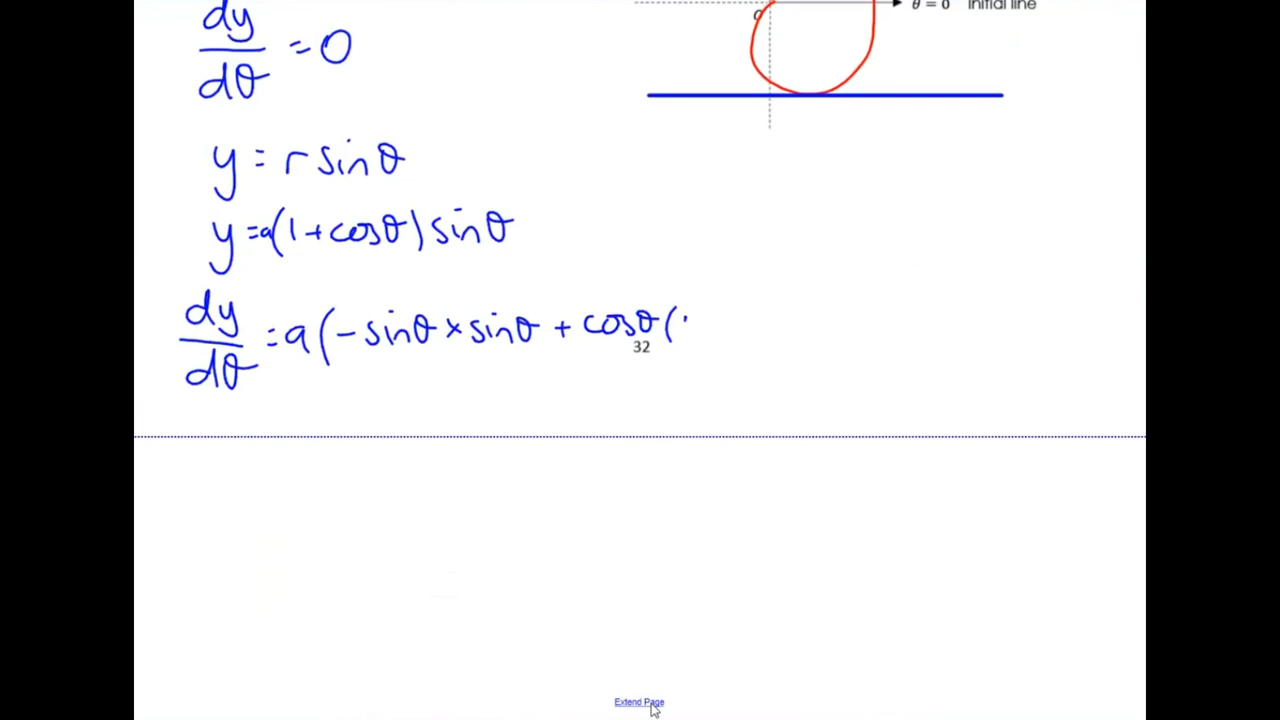 dy/dθ = 0
O
θ = 0 Initial line
y = r sinθ
y = a(1 + cosθ) sinθ
dy/dθ = a(-sinθ × sinθ + cosθ(
32
Extend Page